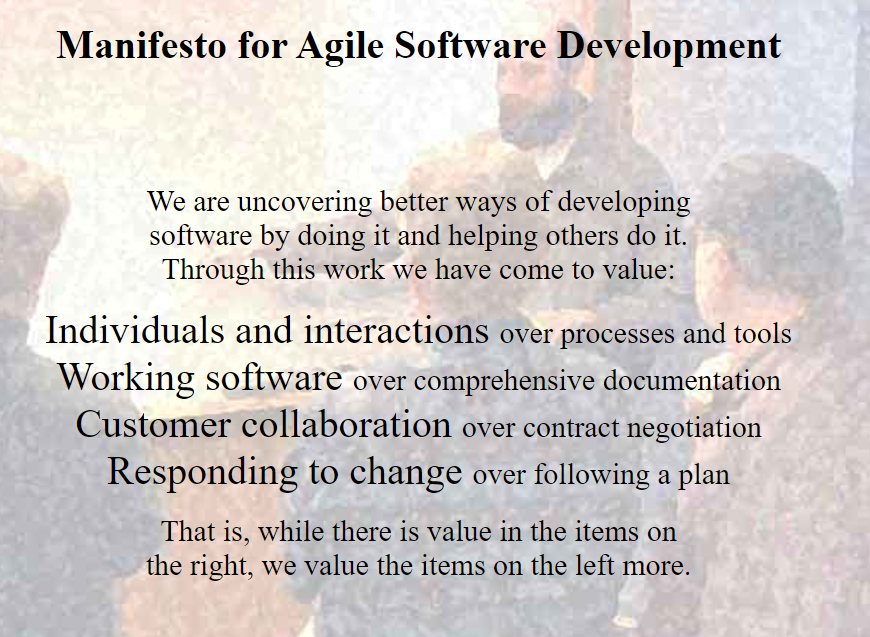 Manifesto for Agile Software Development
We are uncovering better ways of developing
software by doing it and helping others do it.
Through this work we have come to value:
Individuals and interactions over processes and tools
Working software over comprehensive documentation
Customer collaboration over contract negotiation
Responding to change over following a plan
That is, while there is value in the items on
the right, we value the items on the left more.